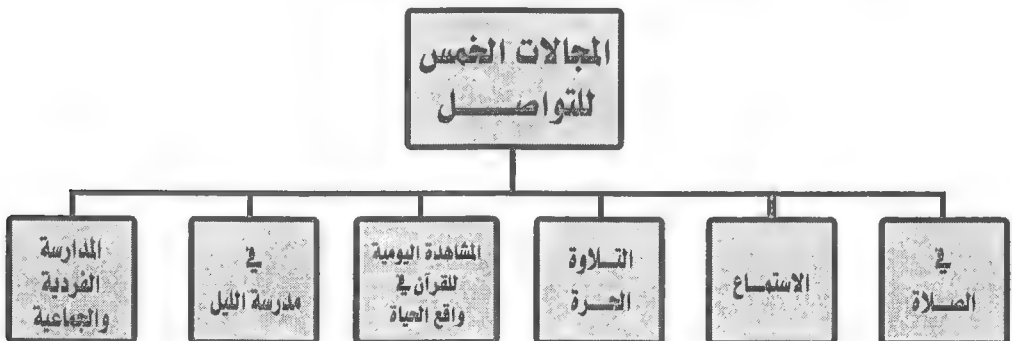 المجالات الخمس
للتواصل
في
الصلاة
الاستماع
التلاوة
الحرة
المشاهدة اليومية
للقرآن في
واقع الحياة
في
مدرسة الليل
المدارسة
الفردية
والجماعية